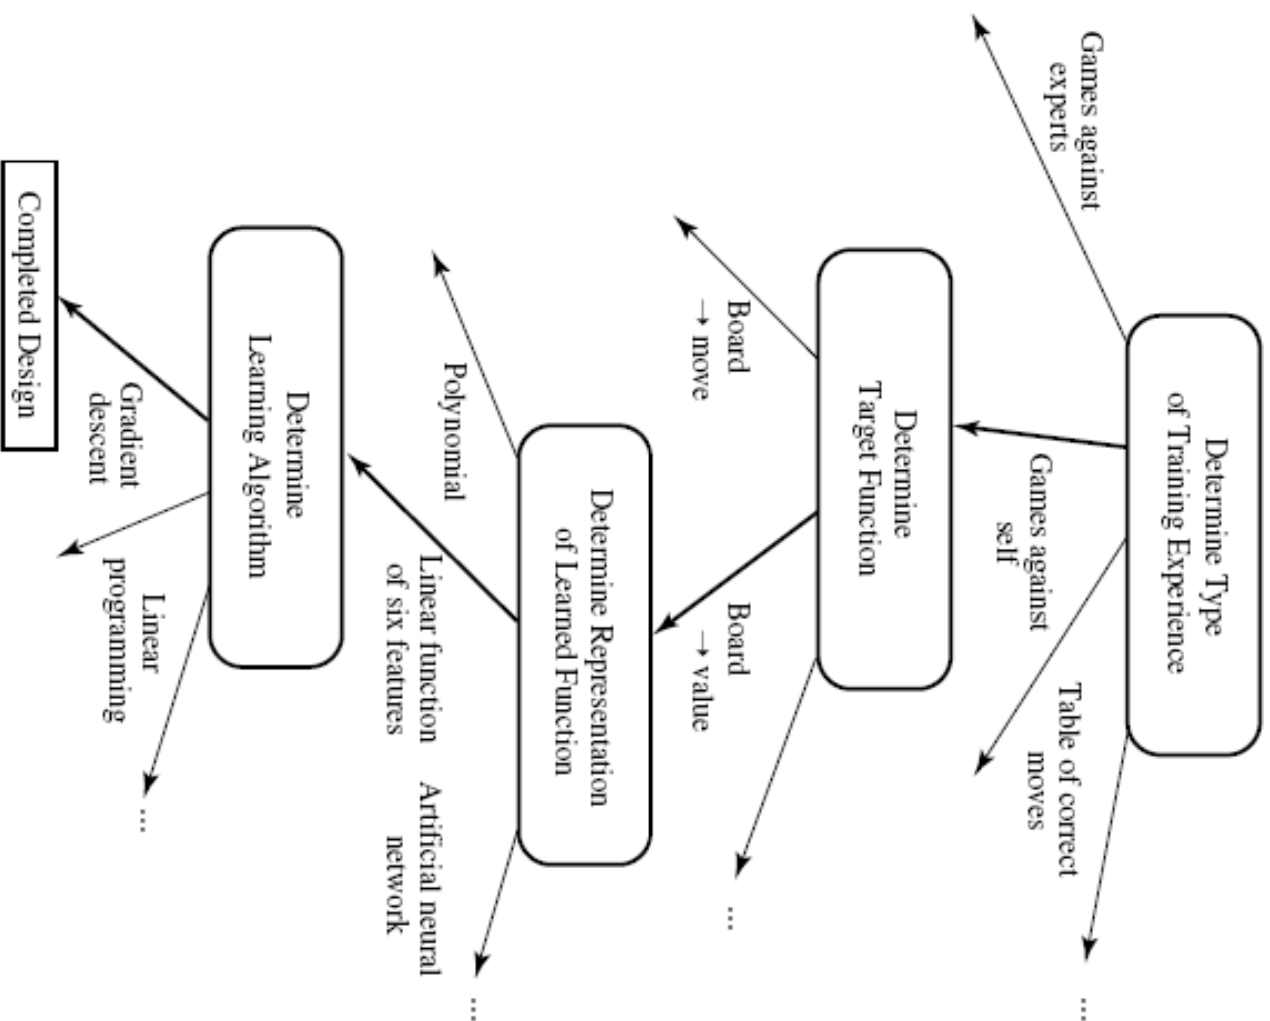 Determine Type
of Training Experience
Games against
experts
Games against
self
Table of correct
moves
...
Determine
Target Function
Board
→ move
Board
→ value
...
Determine Representation
of Learned Function
Polynomial
Linear function
of six features
Artificial neural
network
...
Determine
Learning Algorithm
Gradient
descent
Linear
programming
...
Completed Design